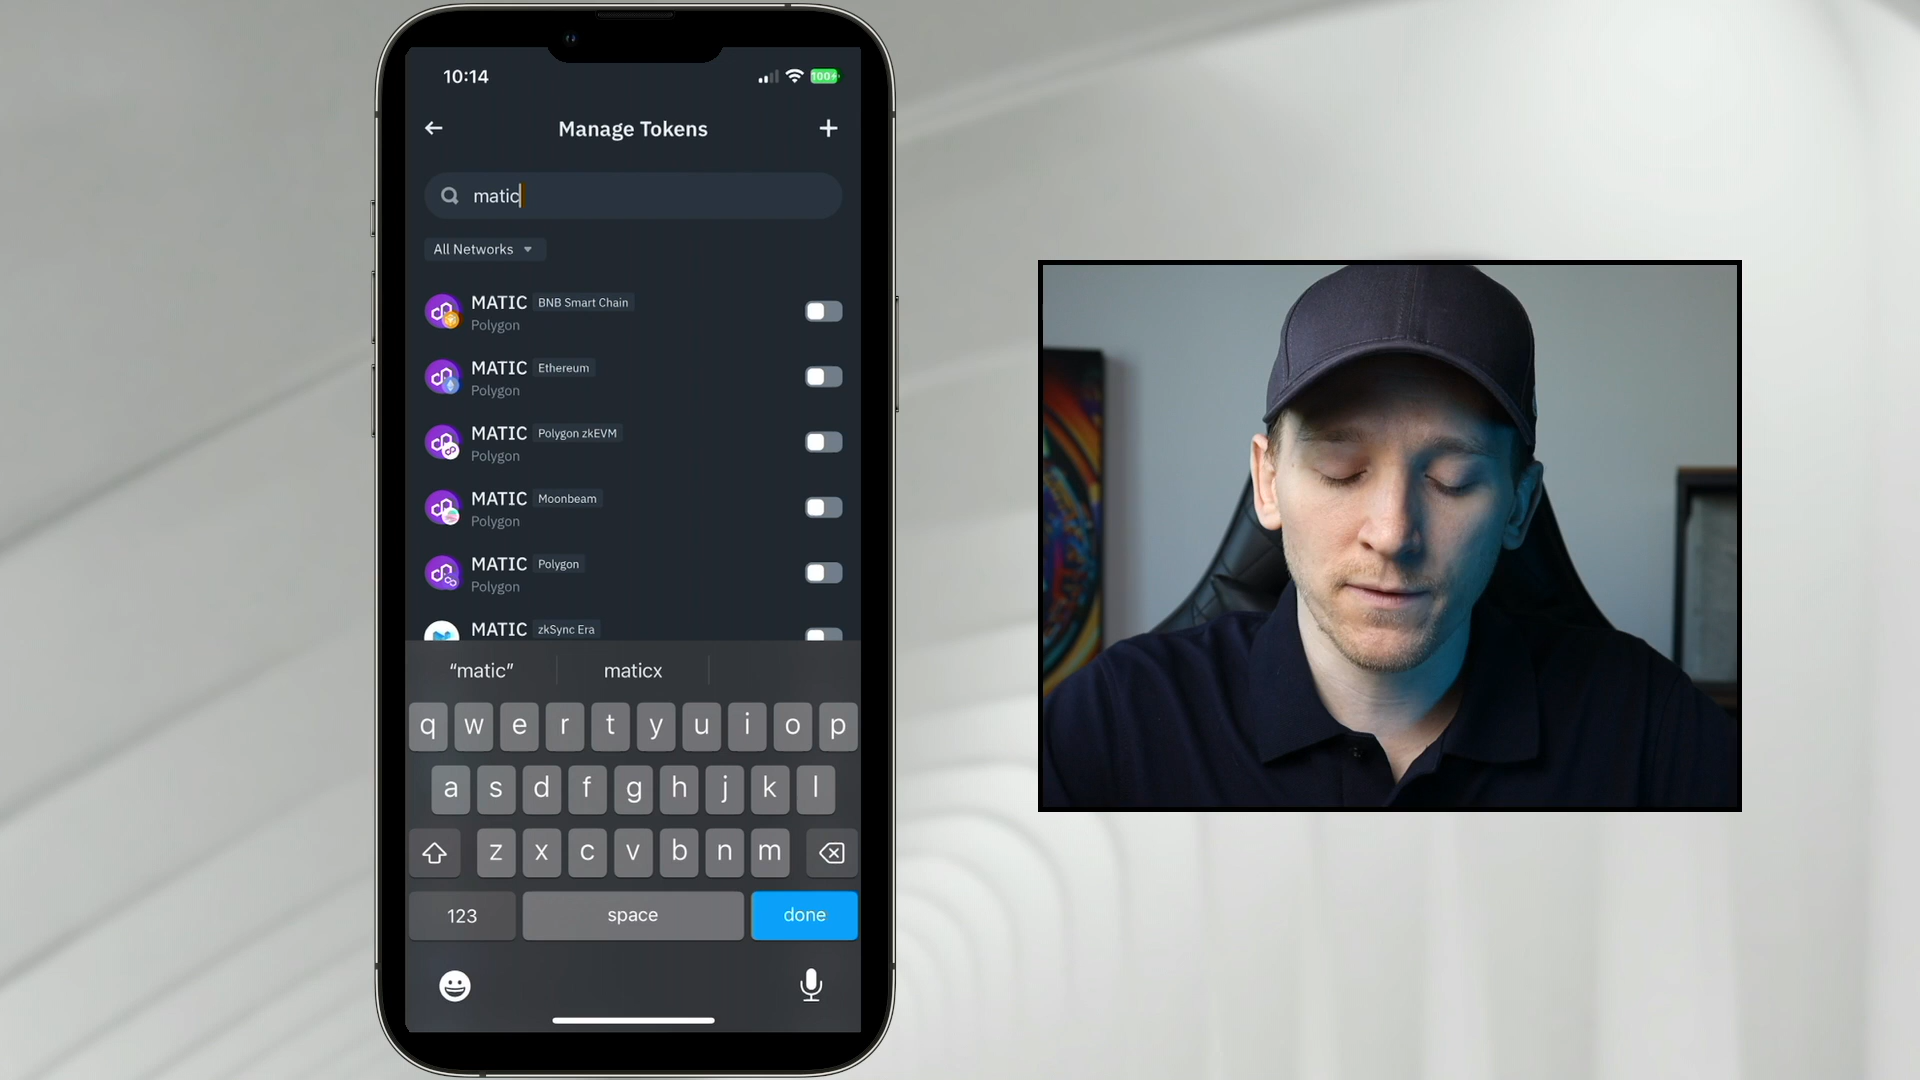 10:14
100
Manage Tokens
matic
All Networks
MATIC BNB Smart Chain
Polygon
MATIC Ethereum
Polygon
MATIC Polygon zkEVM
Polygon
MATIC Moonbeam
Polygon
MATIC Polygon
Polygon
MATIC zkSync Era
“matic” maticx
q w e r t y u i o p
a s d f g h j k l
z x c v b n m
123 space done